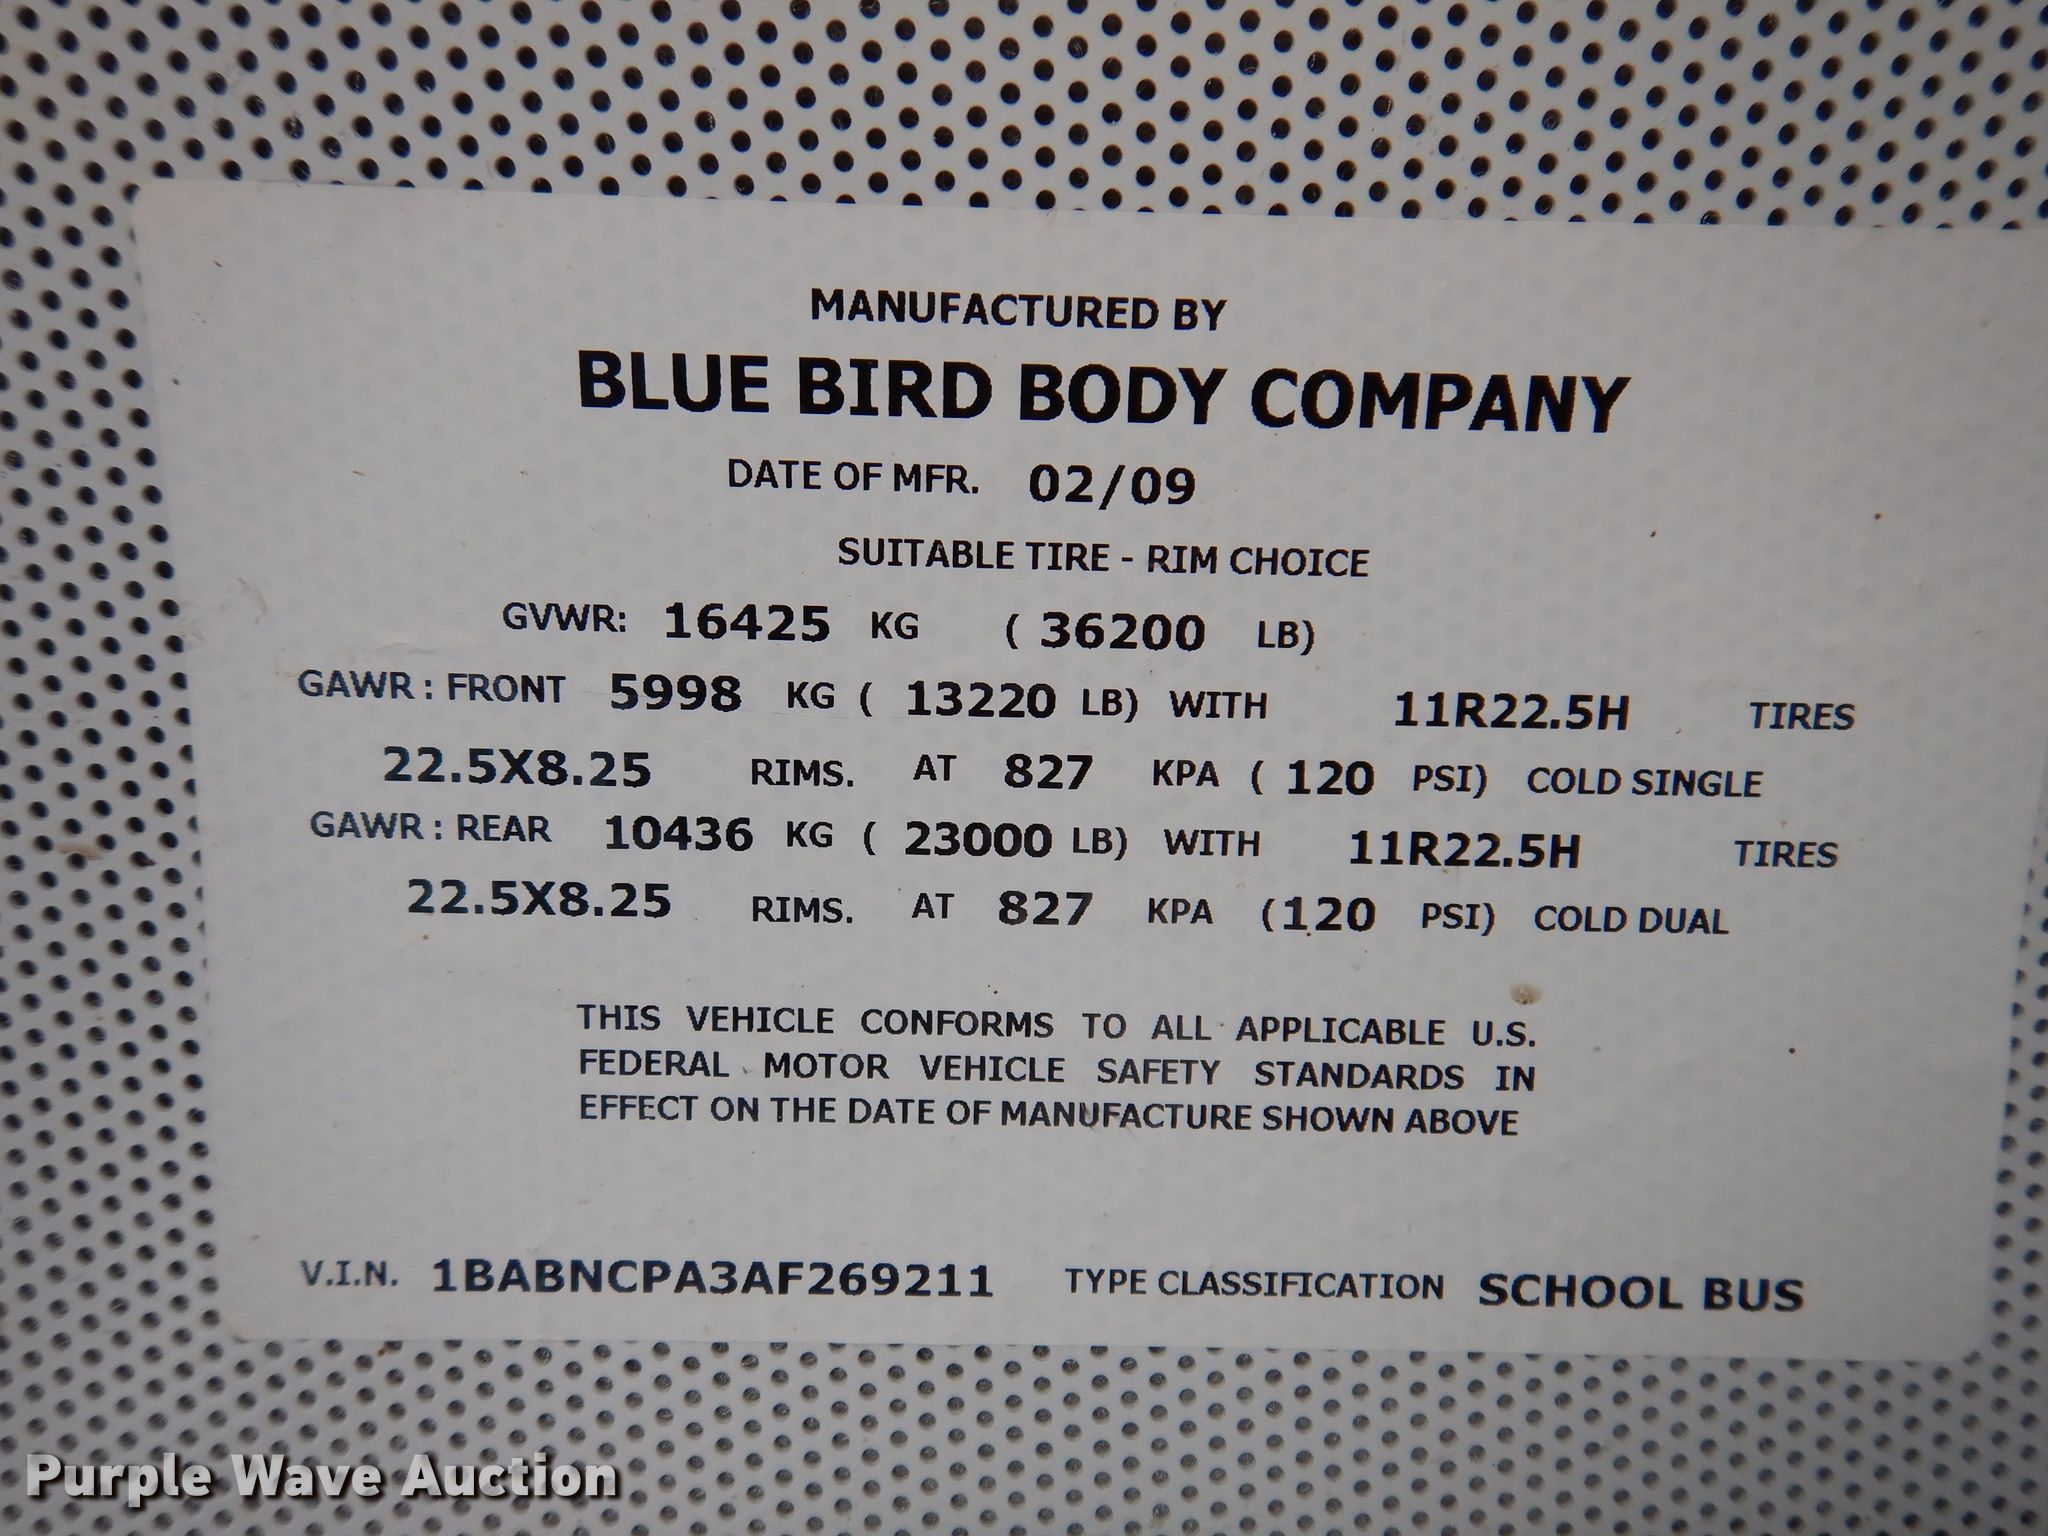 MANUFACTURED BY
BLUE BIRD BODY COMPANY
DATE OF MFR. 02/09
SUITABLE TIRE - RIM CHOICE
GVWR: 16425 KG ( 36200 LB)
GAWR : FRONT 5998 KG ( 13220 LB) WITH 11R22.5H TIRES
22.5X8.25 RIMS. AT 827 KPA ( 120 PSI) COLD SINGLE
GAWR : REAR 10436 KG ( 23000 LB) WITH 11R22.5H TIRES
22.5X8.25 RIMS. AT 827 KPA (120 PSI) COLD DUAL
THIS VEHICLE CONFORMS TO ALL APPLICABLE U.S.
FEDERAL MOTOR VEHICLE SAFETY STANDARDS IN
EFFECT ON THE DATE OF MANUFACTURE SHOWN ABOVE
V.I.N. 1BABNCPA3AF269211 TYPE CLASSIFICATION SCHOOL BUS
Purple Wave Auction